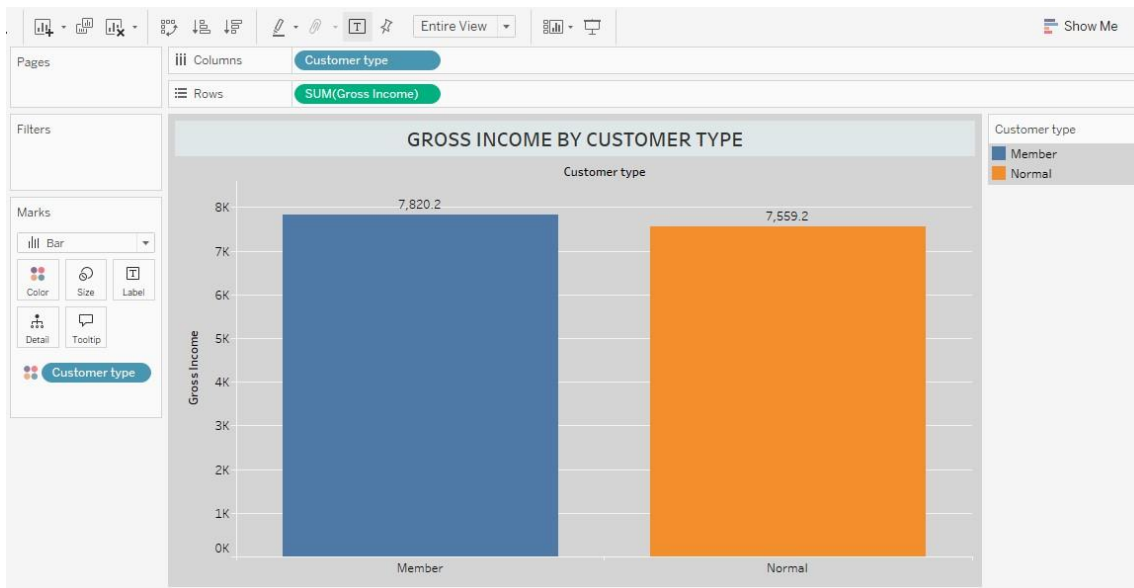 Entire View
Show Me
Pages
Columns
Customer type
Rows
SUM(Gross Income)
Filters
Marks
Bar
Color
Size
Label
Detail
Tooltip
Customer type
GROSS INCOME BY CUSTOMER TYPE
Customer type
Gross Income
8K
7K
6K
5K
4K
3K
2K
1K
0K
7,820.2
7,559.2
Member
Normal
Customer type
Member
Normal